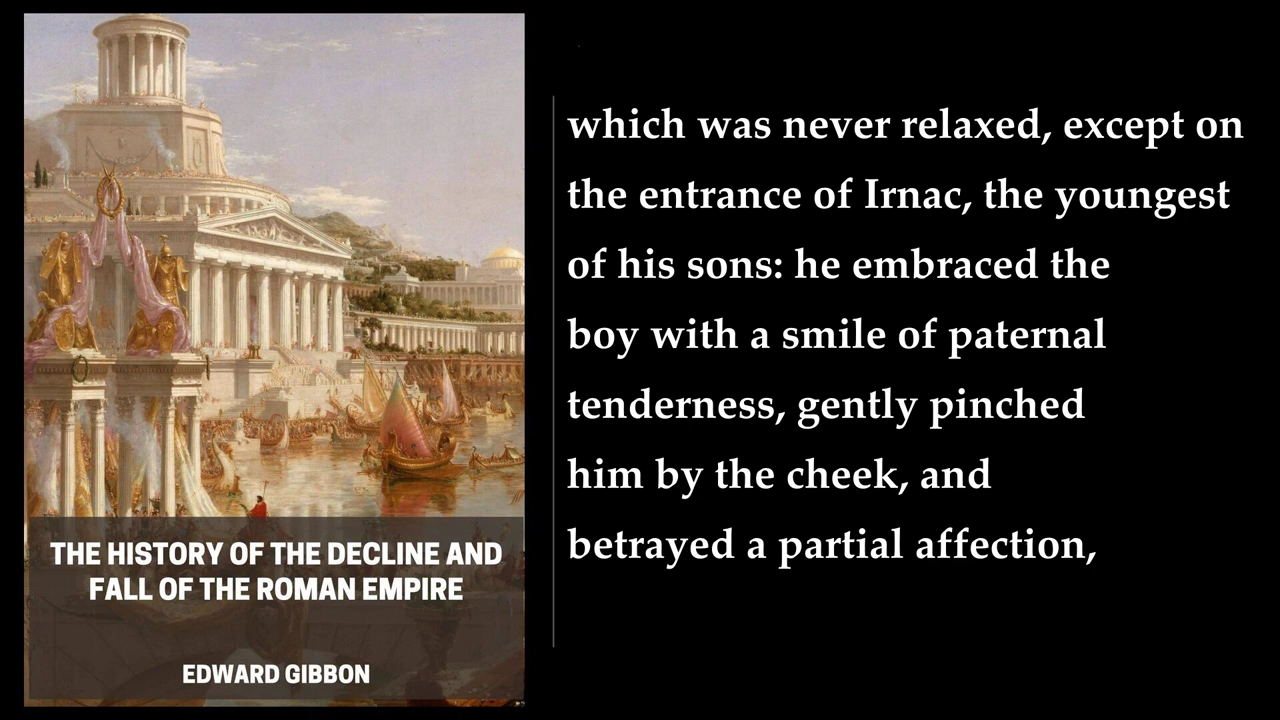 THE HISTORY OF THE DECLINE AND
FALL OF THE ROMAN EMPIRE
EDWARD GIBBON
which was never relaxed, except on
the entrance of Irnac, the youngest
of his sons: he embraced the
boy with a smile of paternal
tenderness, gently pinched
him by the cheek, and
betrayed a partial affection,